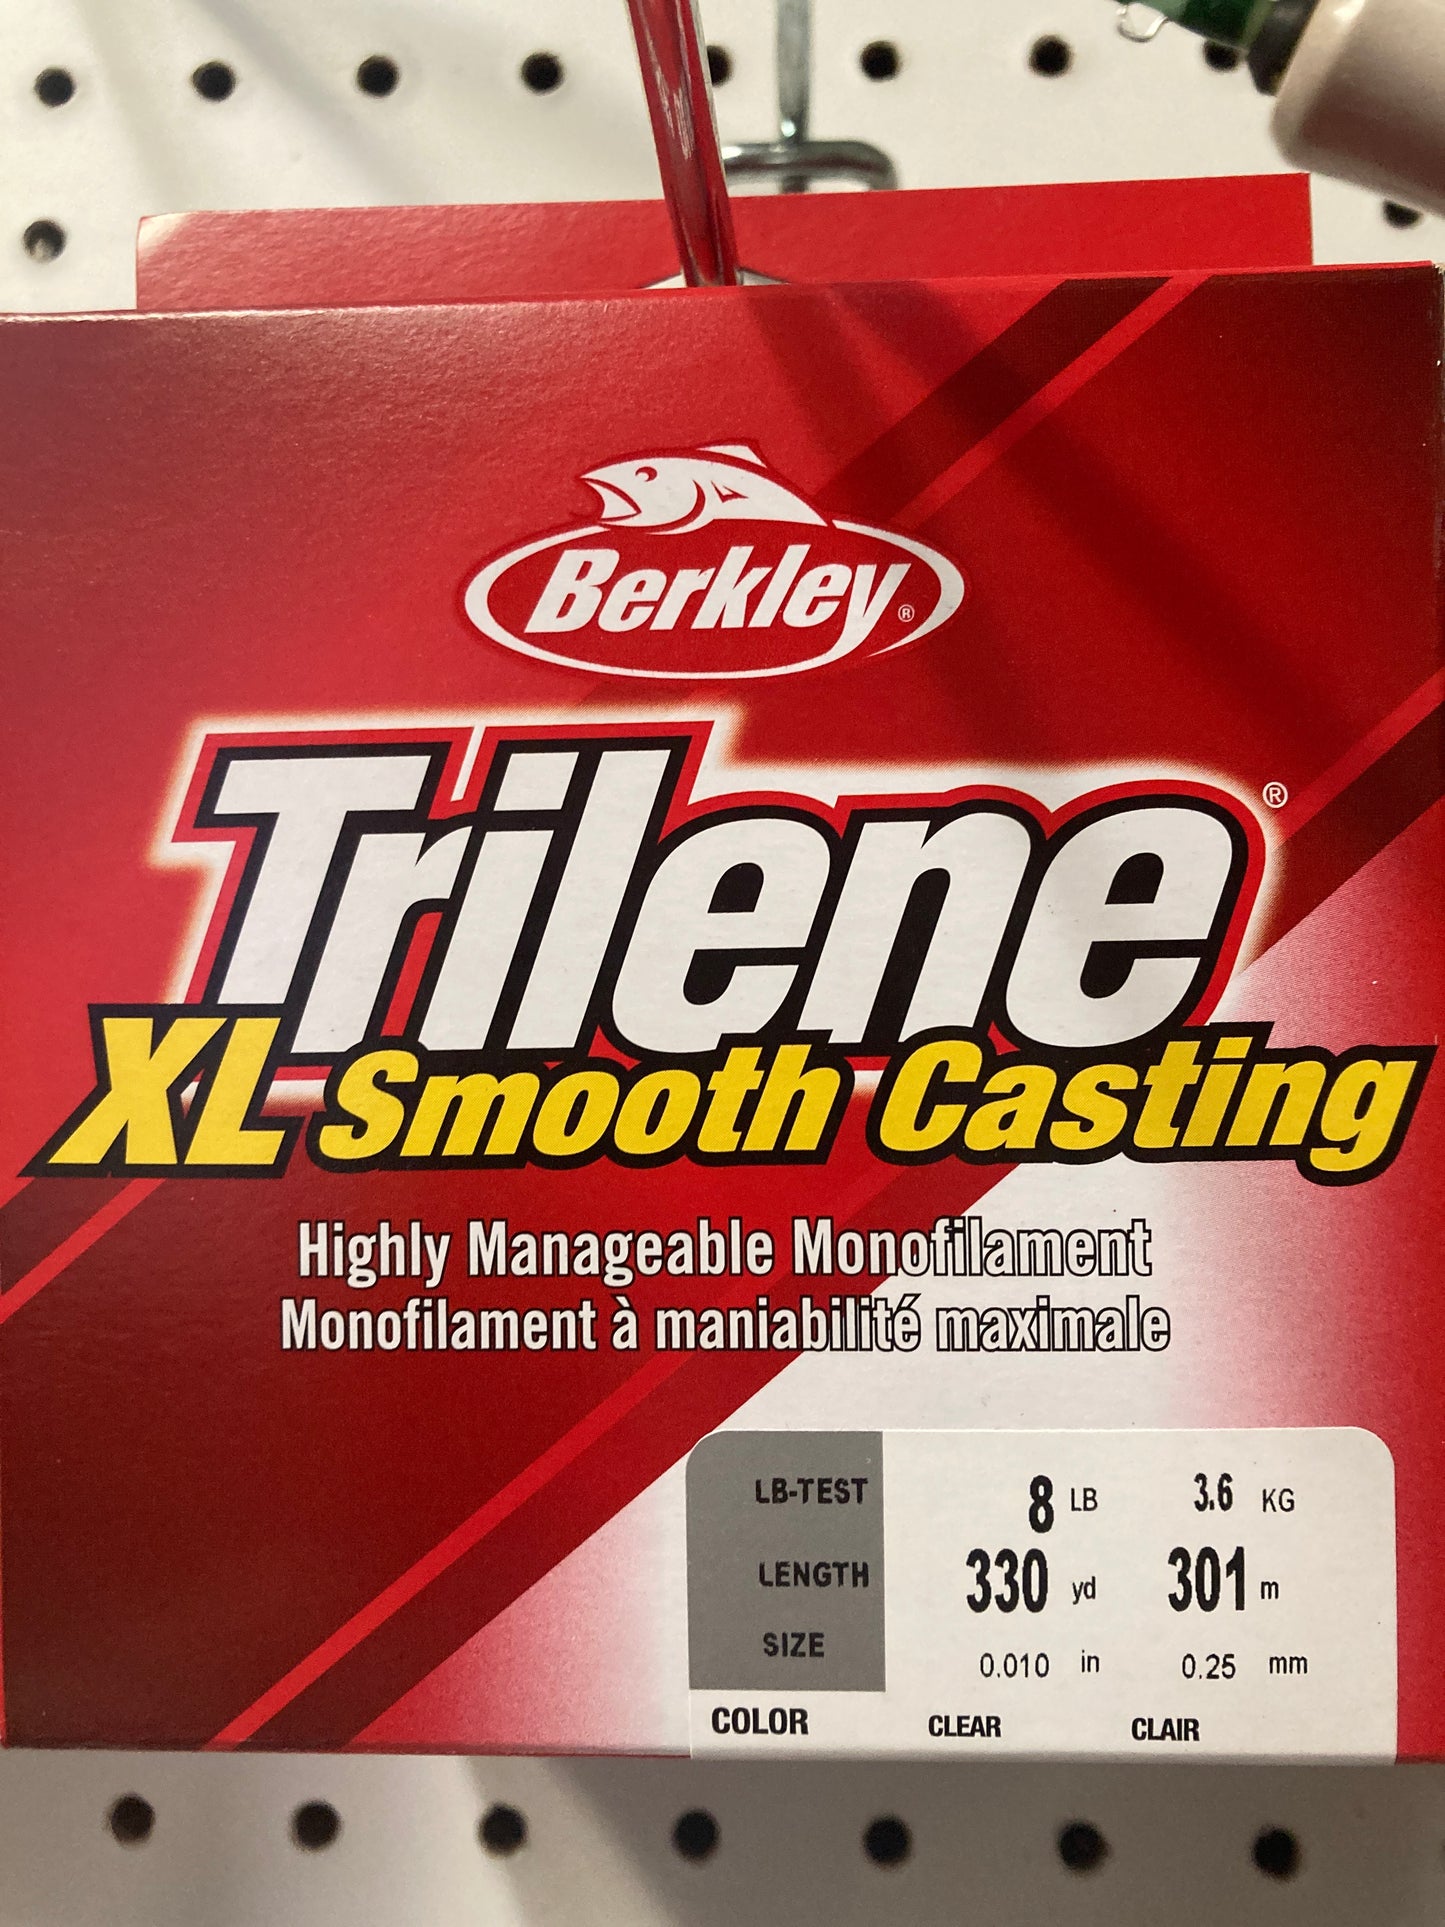 Berkley®
Trilene®
XL Smooth Casting
Highly Manageable Monofilament
Monofilament à maniabilité maximale
LB-TEST 8 LB 3.6 KG
LENGTH 330 yd 301 m
SIZE 0.010 in 0.25 mm
COLOR CLEAR CLAIR